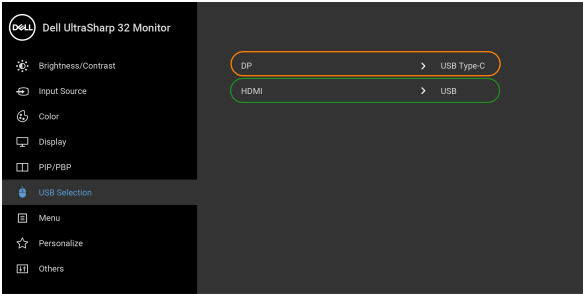 DELL Dell UltraSharp 32 Monitor
Brightness/Contrast
Input Source
Color
Display
PIP/PBP
USB Selection
Menu
Personalize
Others
DP > USB Type-C
HDMI > USB